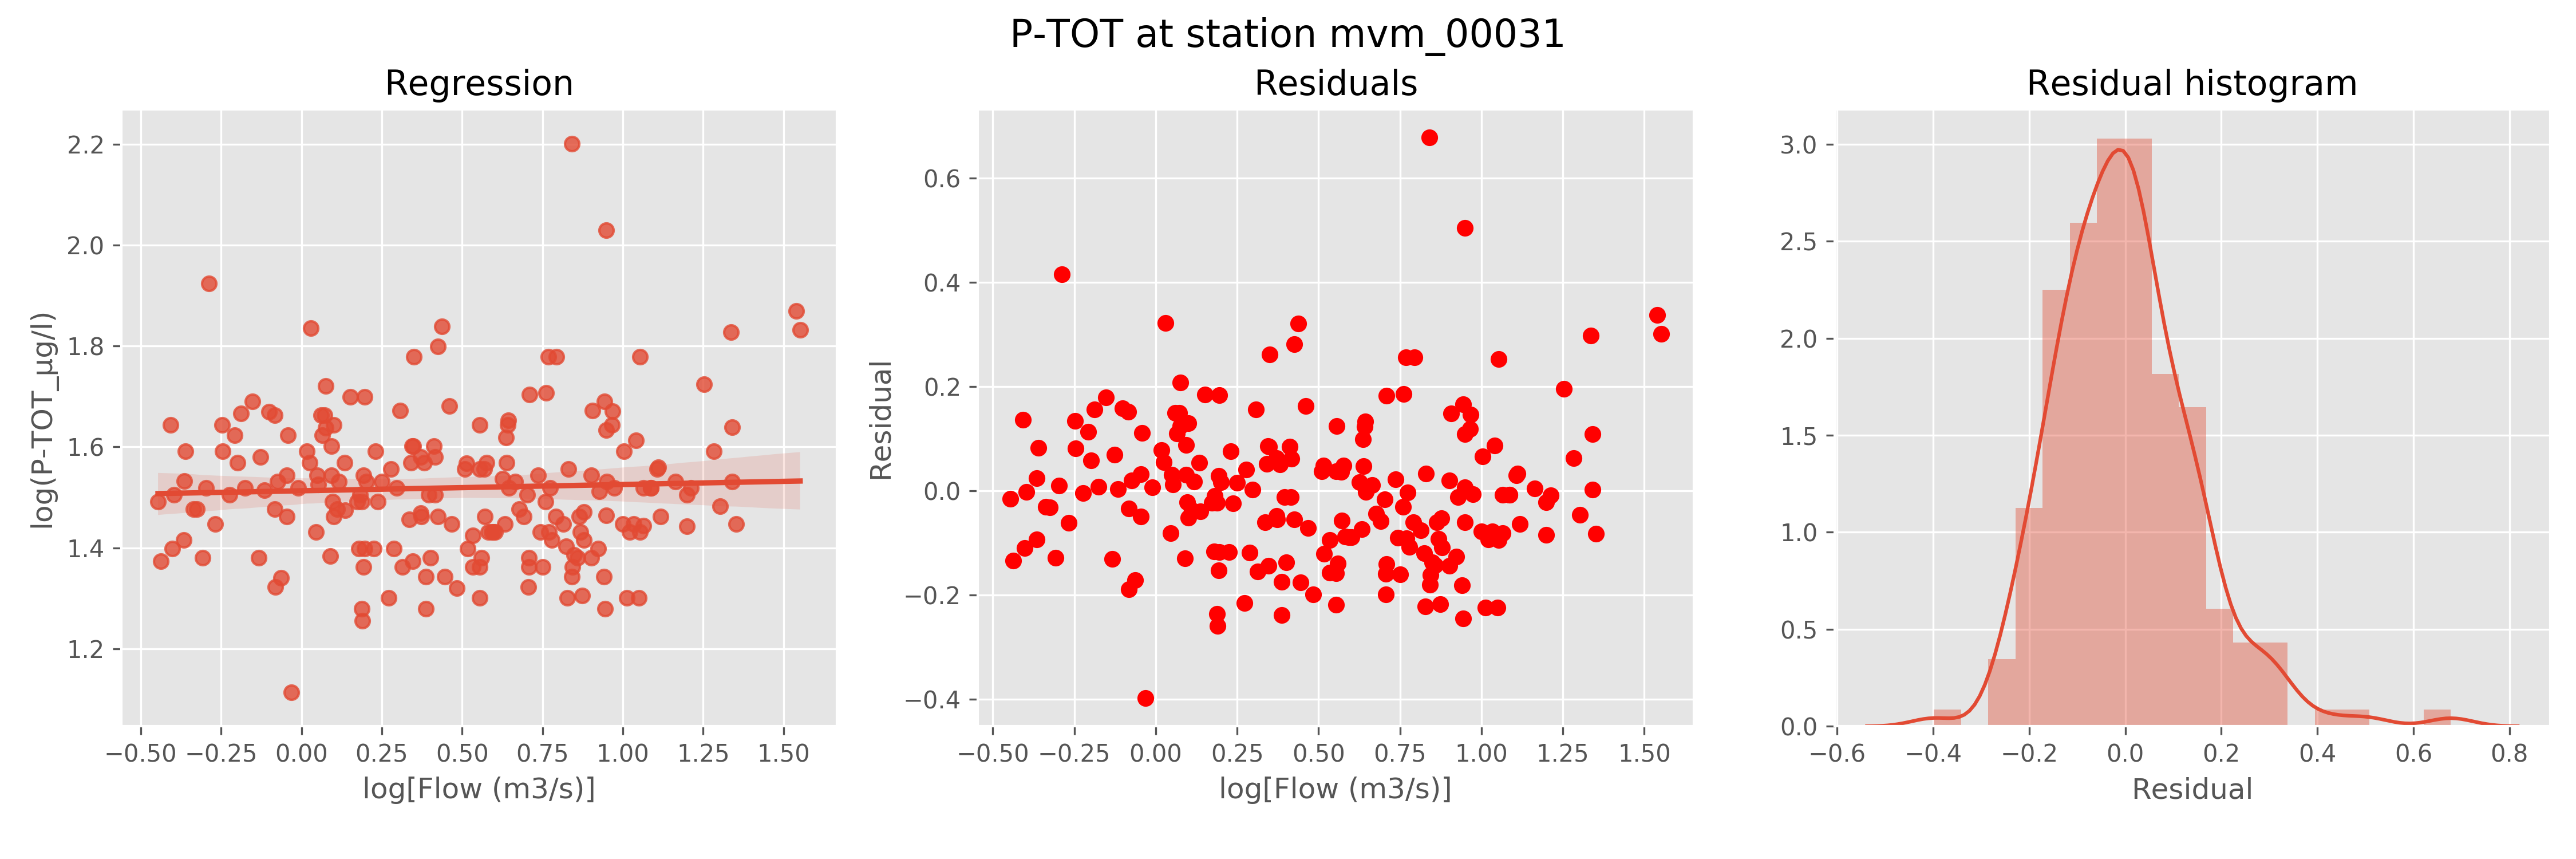 P-TOT at station mvm_00031
Regression
2.2
2.0
1.8
1.6
1.4
1.2
log(P-TOT_µg/l)
−0.50 −0.25 0.00 0.25 0.50 0.75 1.00 1.25 1.50
log[Flow (m3/s)]
Residuals
0.6
0.4
0.2
0.0
−0.2
−0.4
Residual
−0.50 −0.25 0.00 0.25 0.50 0.75 1.00 1.25 1.50
log[Flow (m3/s)]
Residual histogram
3.0
2.5
2.0
1.5
1.0
0.5
0.0
−0.6 −0.4 −0.2 0.0 0.2 0.4 0.6 0.8
Residual